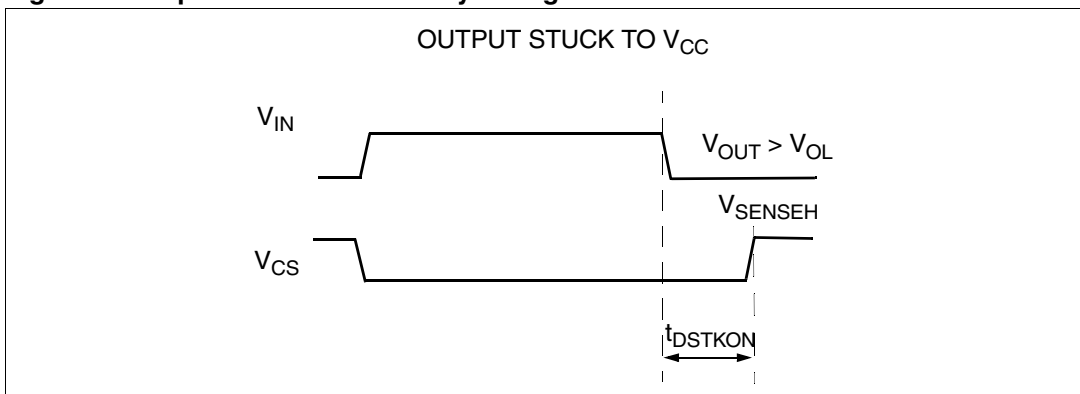 OUTPUT STUCK TO VCC
VIN
VOUT > VOL
VSENSEH
VCS
tDSTKON